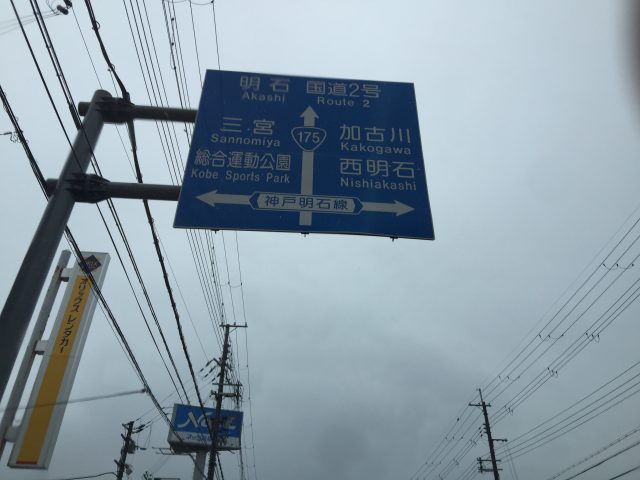 明石 国道2号
Akashi Route 2
三宮 175 加古川
Sannomiya Kakogawa
総合運動公園 西明石
Kobe Sports Park Nishiakashi
神戸明石線
オリックスレンタカー